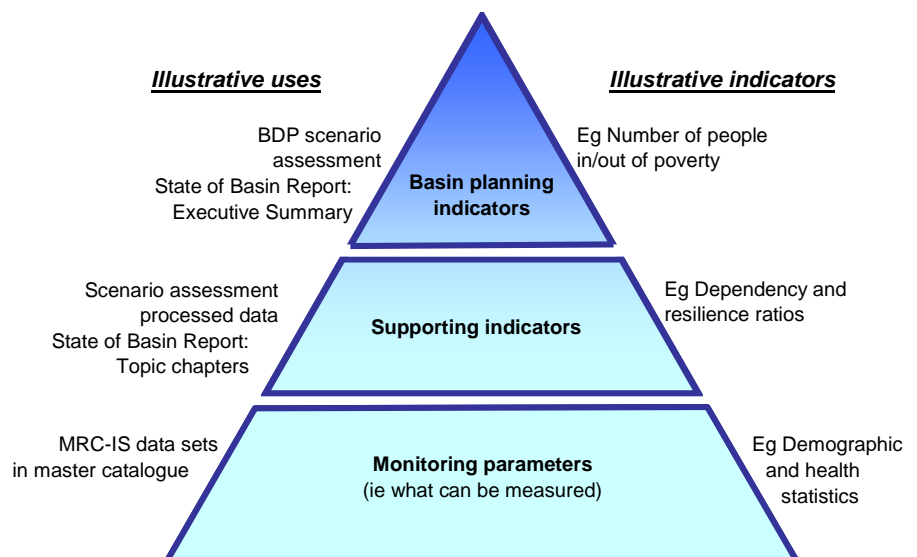 Illustrative uses
Illustrative indicators
BDP scenario
assessment
State of Basin Report:
Executive Summary
Basin planning
indicators
Eg Number of people
in/out of poverty
Scenario assessment
processed data
State of Basin Report:
Topic chapters
Supporting indicators
Eg Dependency and
resilience ratios
MRC-IS data sets
in master catalogue
Monitoring parameters
(ie what can be measured)
Eg Demographic
and health
statistics